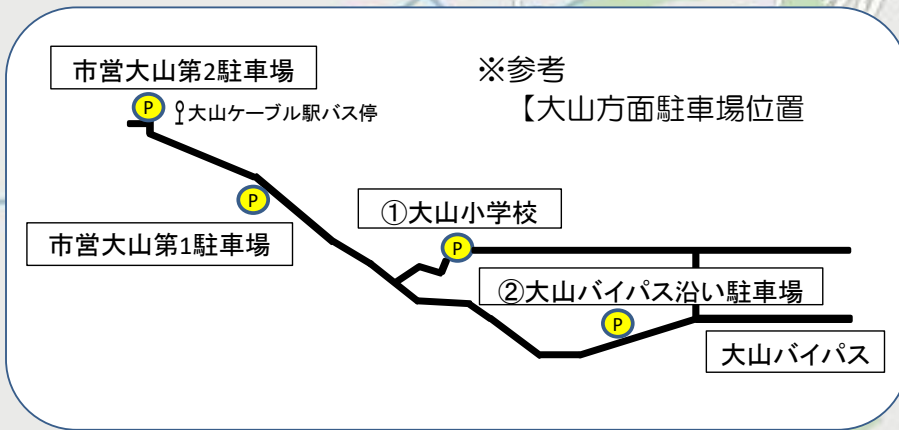 市営大山第2駐車場
※参考
【大山方面駐車場位置
P
大山ケーブル駅バス停
P
①大山小学校
市営大山第1駐車場
P
②大山バイパス沿い駐車場
P
大山バイパス